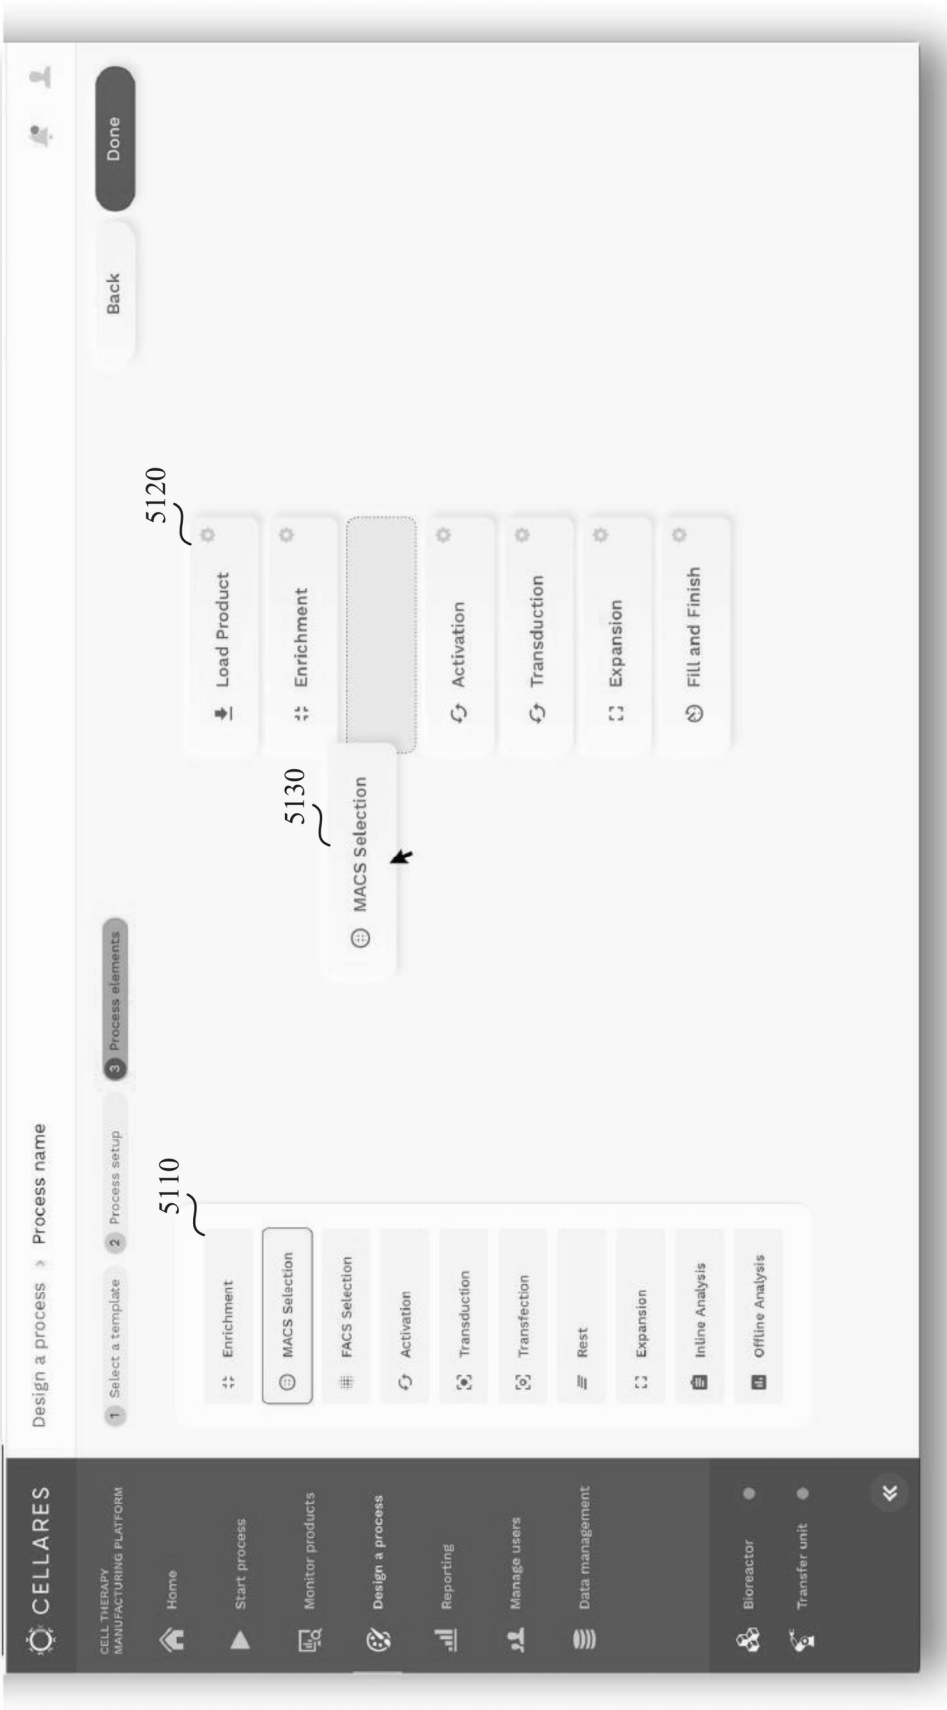 CELLARES
CELL THERAPY
MANUFACTURING PLATFORM
Home
Start process
Monitor products
Design a process
Reporting
Manage users
Data management
Bioreactor
Transfer unit
«
Design a process > Process name
1 Select a template 2 Process setup 3 Process elements
Back Done
5110
Enrichment
MACS Selection
FACS Selection
Activation
Transduction
Transfection
Rest
Expansion
Inline Analysis
Offline Analysis
5130
MACS Selection
5120
Load Product
Enrichment
Activation
Transduction
Expansion
Fill and Finish